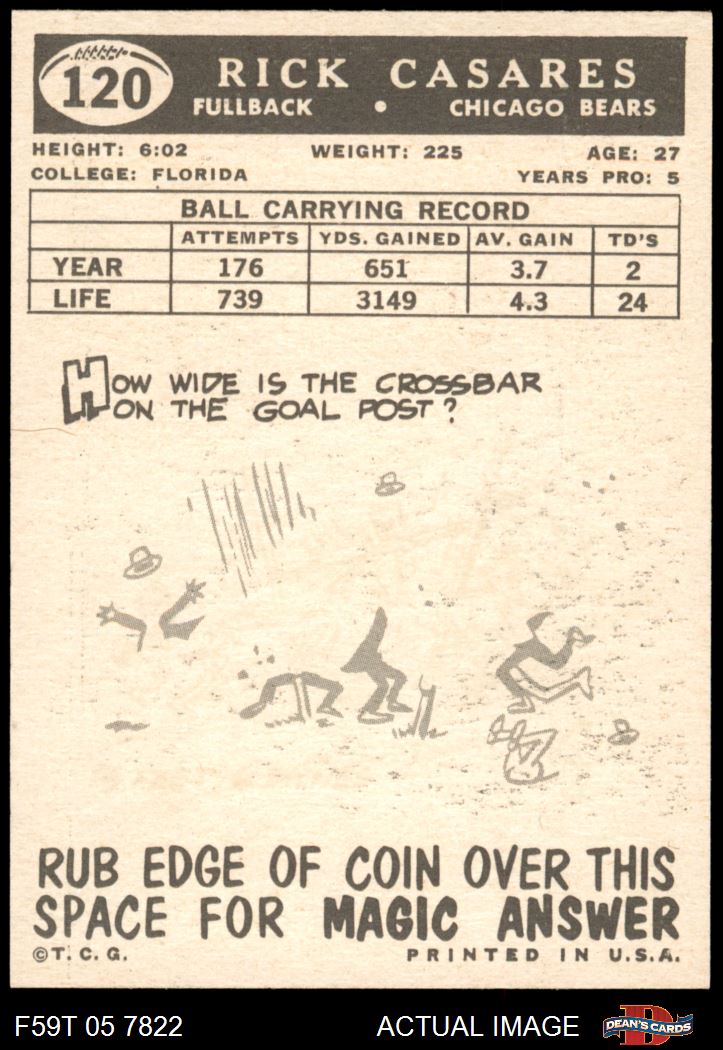 120
RICK CASARES
FULLBACK • CHICAGO BEARS
HEIGHT: 6:02 WEIGHT: 225 AGE: 27
COLLEGE: FLORIDA YEARS PRO: 5
BALL CARRYING RECORD
ATTEMPTS YDS. GAINED AV. GAIN TD'S
YEAR 176 651 3.7 2
LIFE 739 3149 4.3 24
HOW WIDE IS THE CROSSBAR
ON THE GOAL POST?
RUB EDGE OF COIN OVER THIS
SPACE FOR MAGIC ANSWER
©T. C. G. PRINTED IN U.S.A.
F59T 05 7822 ACTUAL IMAGE D DEAN'S CARDS